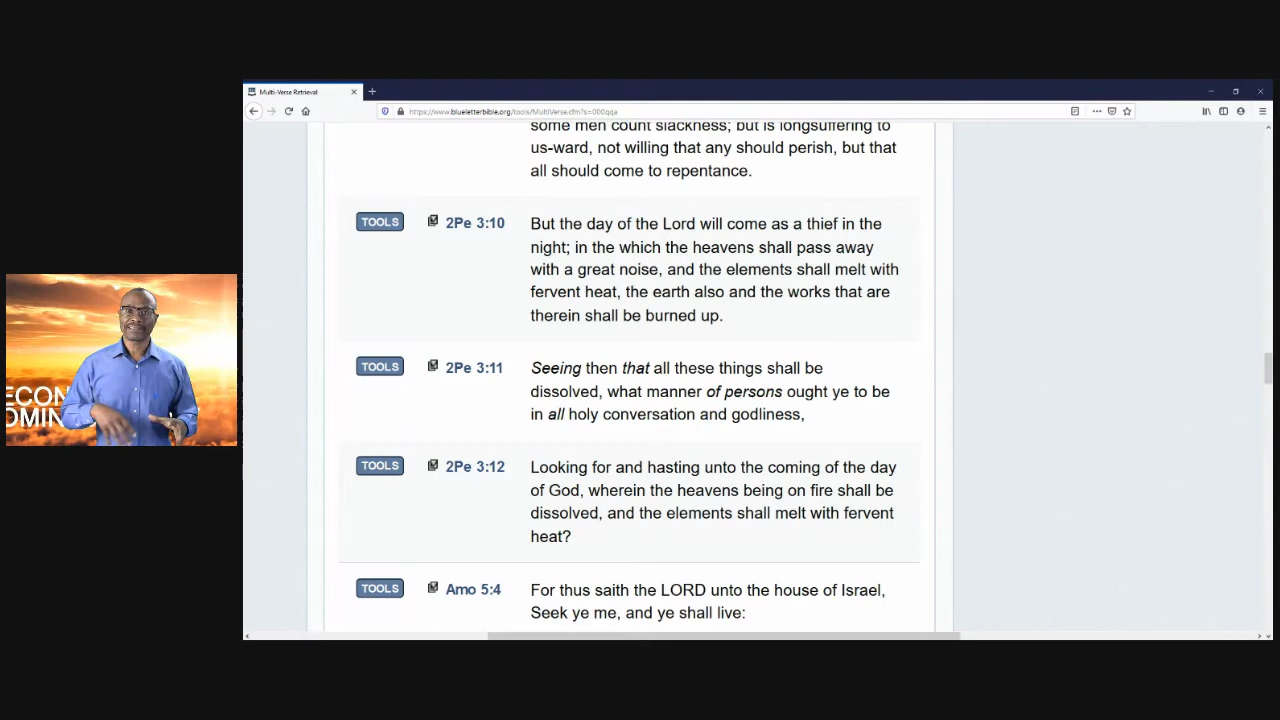 Multi-Verse Retrieval
https://www.blueletterbible.org/tools/MultiVerse.cfm?s=000qqa
some men count slackness; but is longsuffering to
us-ward, not willing that any should perish, but that
all should come to repentance.
TOOLS 2Pe 3:10 But the day of the Lord will come as a thief in the
night; in the which the heavens shall pass away
with a great noise, and the elements shall melt with
fervent heat, the earth also and the works that are
therein shall be burned up.
TOOLS 2Pe 3:11 Seeing then that all these things shall be
dissolved, what manner of persons ought ye to be
in all holy conversation and godliness,
TOOLS 2Pe 3:12 Looking for and hasting unto the coming of the day
of God, wherein the heavens being on fire shall be
dissolved, and the elements shall melt with fervent
heat?
TOOLS Amo 5:4 For thus saith the LORD unto the house of Israel,
Seek ye me, and ye shall live:
ECON
OMIN